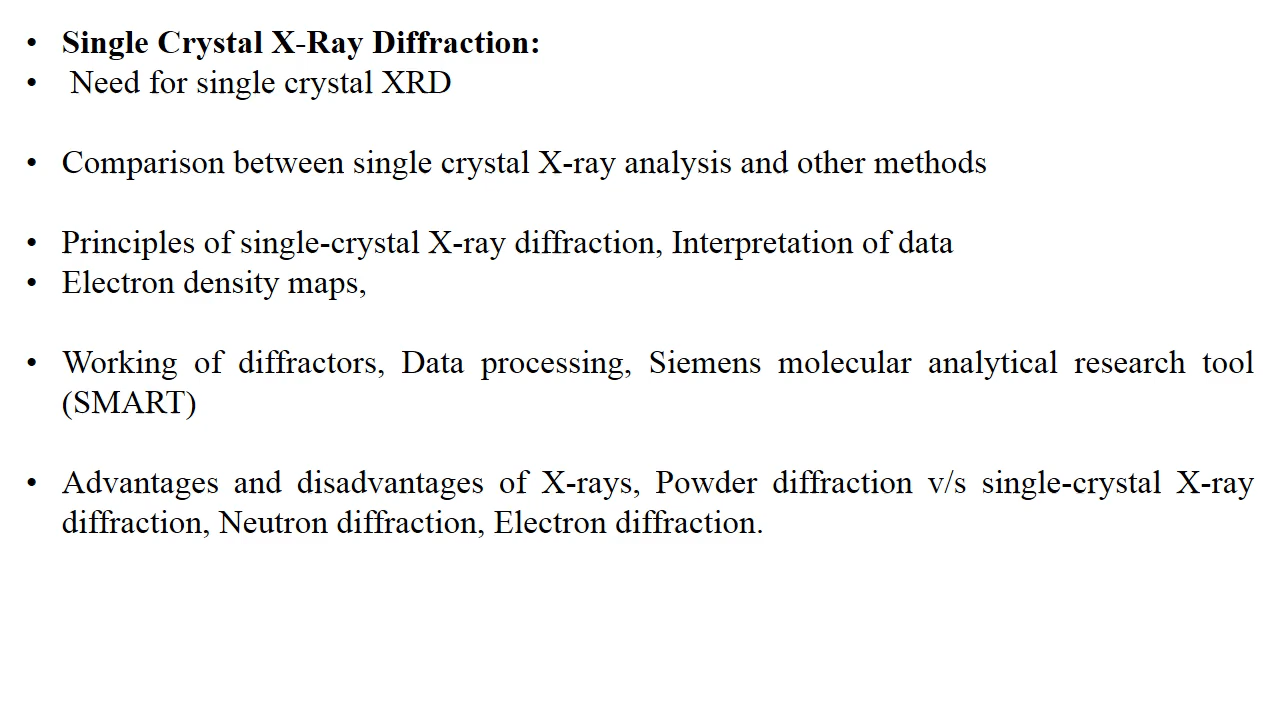 • Single Crystal X-Ray Diffraction:
• Need for single crystal XRD
• Comparison between single crystal X-ray analysis and other methods
• Principles of single-crystal X-ray diffraction, Interpretation of data
• Electron density maps,
• Working of diffractors, Data processing, Siemens molecular analytical research tool
(SMART)
• Advantages and disadvantages of X-rays, Powder diffraction v/s single-crystal X-ray
diffraction, Neutron diffraction, Electron diffraction.